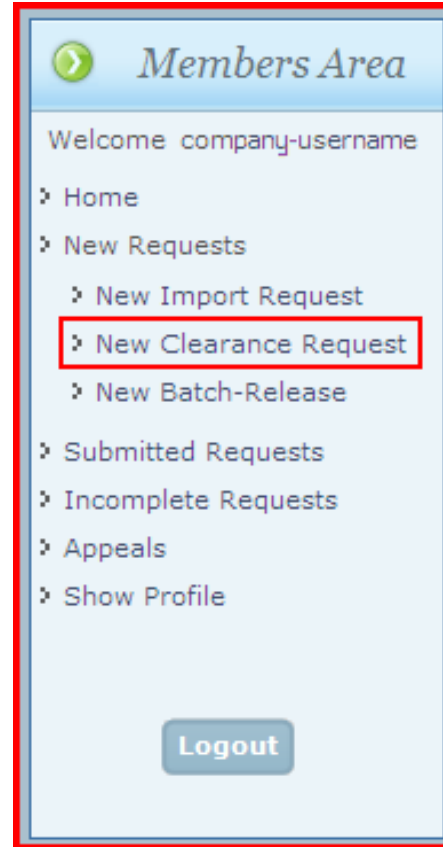 Members Area
Welcome company-username
Home
New Requests
New Import Request
New Clearance Request
New Batch-Release
Submitted Requests
Incomplete Requests
Appeals
Show Profile
Logout